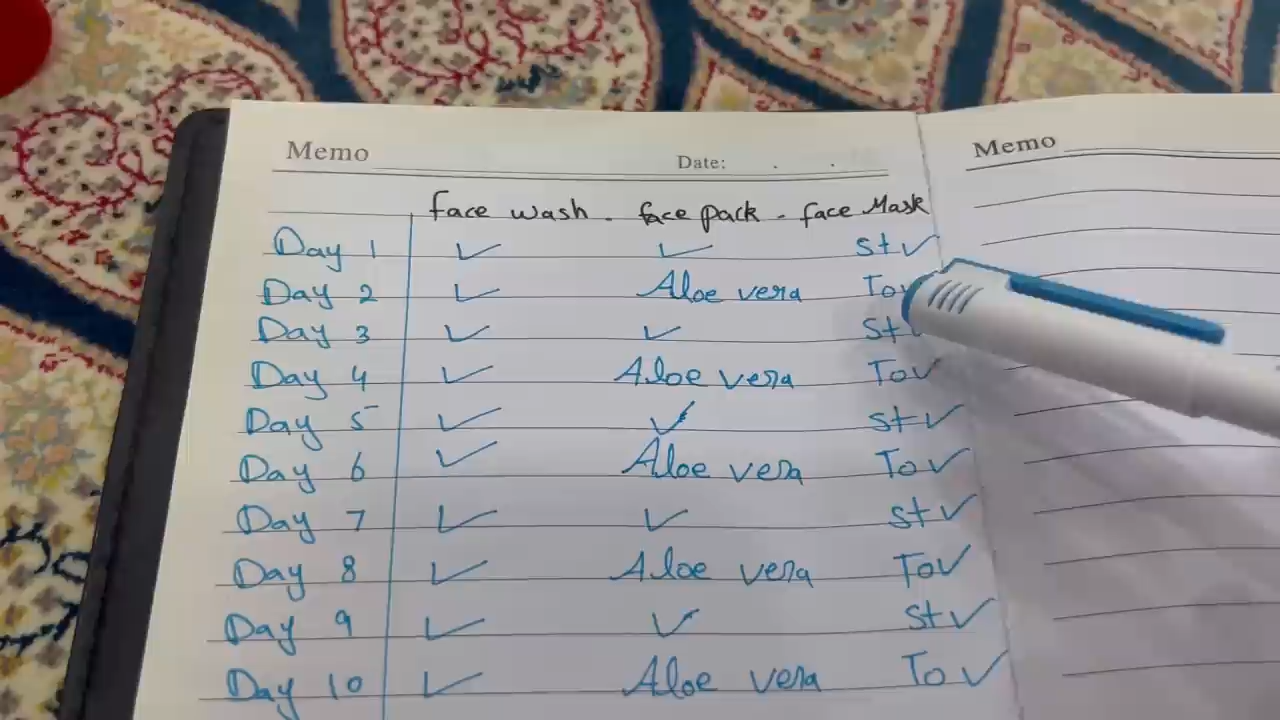 Memo Date: . .
face wash - face pack - face Mask
Day 1 ✓ ✓ St ✓
Day 2 ✓ Aloe vera To ✓
Day 3 ✓ ✓ St ✓
Day 4 ✓ Aloe vera To ✓
Day 5 ✓ ✓ St ✓
Day 6 ✓ Aloe vera To ✓
Day 7 ✓ ✓ St ✓
Day 8 ✓ Aloe vera To ✓
Day 9 ✓ ✓ St ✓
Day 10 ✓ Aloe vera To ✓
Memo